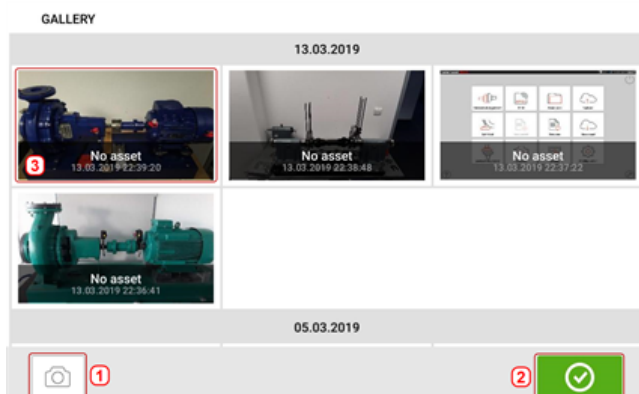 GALLERY
13.03.2019
No asset
13.03.2019 22:39:20
3
No asset
13.03.2019 22:38:48
No asset
13.03.2019 22:37:22
No asset
13.03.2019 22:36:41
05.03.2019
1
2